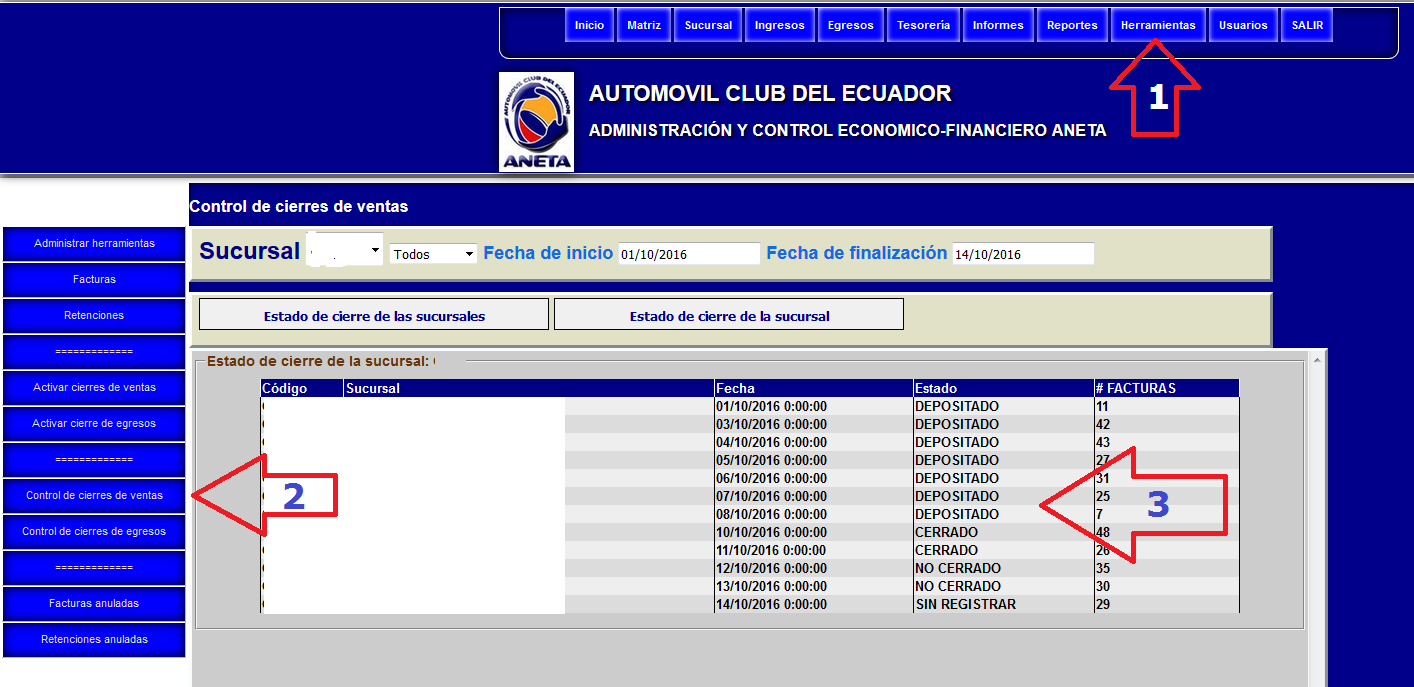 Inicio Matriz Sucursal Ingresos Egresos Tesorería Informes Reportes Herramientas Usuarios SALIR
1
AUTOMOVIL CLUB DEL ECUADOR
ADMINISTRACIÓN Y CONTROL ECONOMICO-FINANCIERO ANETA
AUTOMOVIL CLUB DEL ECUADOR
ANETA
Control de cierres de ventas
Administrar herramientas
Facturas
Retenciones
=============
Activar cierres de ventas
Activar cierre de egresos
=============
Control de cierres de ventas
Control de cierres de egresos
=============
Facturas anuladas
Retenciones anuladas
Sucursal Todos Fecha de inicio 01/10/2016 Fecha de finalización 14/10/2016
Estado de cierre de las sucursales Estado de cierre de la sucursal
Estado de cierre de la sucursal:
Código Sucursal Fecha Estado # FACTURAS
01/10/2016 0:00:00 DEPOSITADO 11
03/10/2016 0:00:00 DEPOSITADO 42
04/10/2016 0:00:00 DEPOSITADO 43
05/10/2016 0:00:00 DEPOSITADO 27
06/10/2016 0:00:00 DEPOSITADO 31
07/10/2016 0:00:00 DEPOSITADO 25
08/10/2016 0:00:00 DEPOSITADO 7
10/10/2016 0:00:00 CERRADO 48
11/10/2016 0:00:00 CERRADO 26
12/10/2016 0:00:00 NO CERRADO 35
13/10/2016 0:00:00 NO CERRADO 30
14/10/2016 0:00:00 SIN REGISTRAR 29
2
3